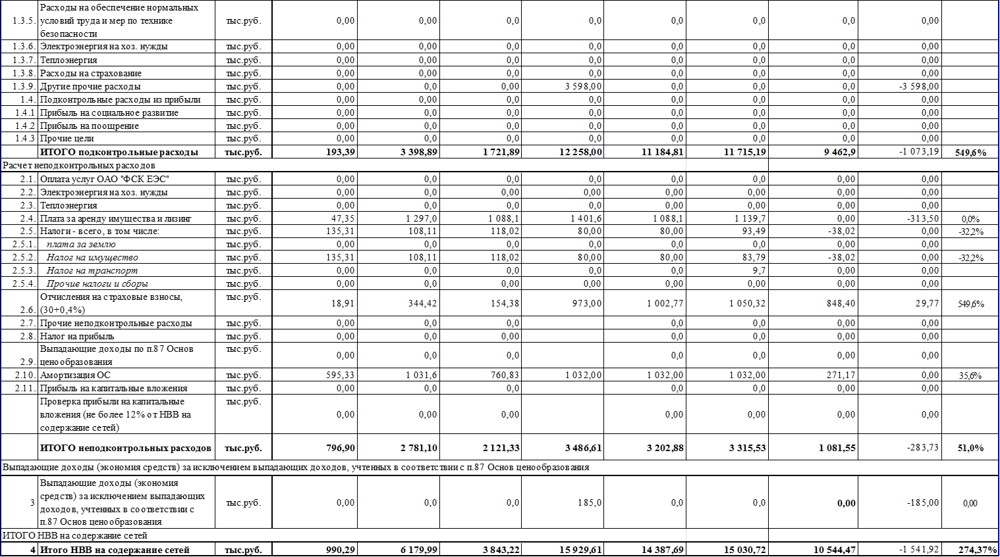 Расходы на обеспечение нормальных
1.3.5. условий труда и мер по технике тыс.руб. 0,00 0,00 0,0 0,0 0,0 0,0 0,0 0,00
безопасности
1.3.6. Электроэнергия на хоз. нужды тыс.руб. 0,00 0,00 0,0 0,0 0,0 0,0 0,0 0,00
1.3.7. Теплоэнергия тыс.руб. 0,00 0,00 0,0 0,0 0,0 0,0 0,0 0,00
1.3.8. Расходы на страхование тыс.руб. 0,00 0,00 0,0 0,0 0,0 0,0 0,0 0,00
1.3.9. Другие прочие расходы тыс.руб. 0,00 0,0 0,00 3 598,00 0,0 0,0 0,0 -3 598,00
1.4. Подконтрольные расходы из прибыли тыс.руб. 0,00 0,00 0,0 0,0 0,0 0,0 0,0 0,00
1.4.1 Прибыль на социальное развитие тыс.руб. 0,00 0,0 0,0 0,0 0,0 0,0 0,0 0,00
1.4.2 Прибыль на поощрение тыс.руб. 0,00 0,0 0,0 0,0 0,0 0,0 0,0 0,00
1.4.3 Прочие цели тыс.руб. 0,00 0,0 0,0 0,0 0,0 0,0 0,0 0,00
ИТОГО подконтрольные расходы тыс.руб. 193,39 3 398,89 1 721,89 12 258,00 11 184,81 11 715,19 9 462,9 -1 073,19 549,6%
Расчет неподконтрольных расходов
2.1. Оплата услуг ОАО "ФСК ЕЭС" тыс.руб. 0,00 0,0 0,0 0,0 0,0 0,0 0,00 0,00
2.2. Электроэнергия на хоз. нужды тыс.руб. 0,00 0,0 0,00 0,00 0,00 0,00 0,00 0,00
2.3. Теплоэнергия тыс.руб. 0,00 0,0 0,00 0,00 0,00 0,00 0,00 0,00
2.4. Плата за аренду имущества и лизинг тыс.руб. 47,35 1 297,0 1 088,1 1 401,6 1 088,1 1 139,7 0,00 -313,50 0,0%
2.5. Налоги - всего, в том числе: тыс.руб. 135,31 108,11 118,02 80,00 80,00 93,49 -38,02 0,00 -32,2%
2.5.1. плата за землю тыс.руб. 0,00 0,0 0,0 0,0 0,0 0,0 0,00 0,00
2.5.2. Налог на имущество тыс.руб. 135,31 108,11 118,02 80,00 80,00 83,79 -38,02 0,00 -32,2%
2.5.3. Налог на транспорт тыс.руб. 0,00 0,0 0,0 0,0 0,0 9,7 0,00 0,00
2.5.4. Прочие налоги и сборы тыс.руб. 0,00 0,0 0,00 0,00 0,00 0,00 0,00 0,00
Отчисления на страховые взносы, тыс.руб.
2.6. (30+0,4%) 18,91 344,42 154,38 973,00 1 002,77 1 050,32 848,40 29,77 549,6%
2.7. Прочие неподконтрольные расходы тыс.руб. 0,00 0,0 0,0 0,0 0,0 0,00 0,00
2.8. Налог на прибыль тыс.руб. 0,00 0,0 0,00 0,0 0,0 0,00 0,00
Выпадающие доходы по п.87 Основ тыс.руб.
2.9. ценообразования 0,00 0,0 0,0 0,0 0,0 0,00 0,00
2.10. Амортизация ОС тыс.руб. 595,33 1 031,6 760,83 1 032,00 1 032,00 1 032,00 271,17 0,00 35,6%
2.11. Прибыль на капитальные вложения тыс.руб. 0,00 0,0 0,0 0,0 0,0 0,00 0,00
Проверка прибыли на капитальные тыс.руб.
вложения (не более 12% от НВВ на 0,00 0,00 0,00 0,00 0,00 0,00 0,00
содержание сетей)
ИТОГО неподконтрольных расходов тыс.руб. 796,90 2 781,10 2 121,33 3 486,61 3 202,88 3 315,53 1 081,55 -283,73 51,0%
Выпадающие доходы (экономия средств) за исключением выпадающих доходов, учтенных в соответствии с п.87 Основ ценообразования
Выпадающие доходы (экономия
средств) за исключением выпадающих
3 доходов, учтенных в соответствии с тыс.руб. 0,00 0,0 0,0 185,0 0,0 0,0 0,00 -185,00 0,00
п.87 Основ ценообразования
ИТОГО НВВ на содержание сетей
4 Итого НВВ на содержание сетей тыс.руб. 990,29 6 179,99 3 843,22 15 929,61 14 387,69 15 030,72 10 544,47 -1 541,92 274,37%